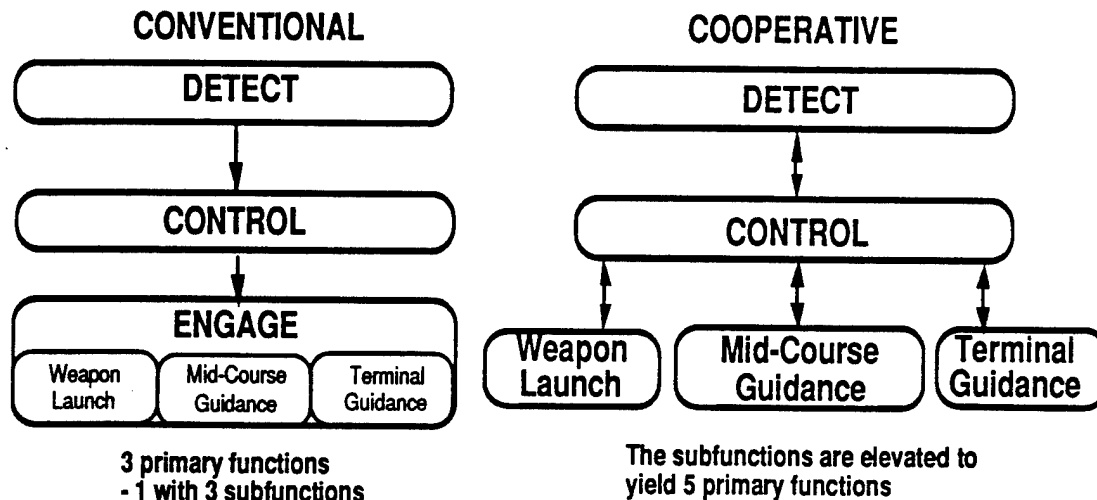 CONVENTIONAL
DETECT
CONTROL
ENGAGE
Weapon
Launch
Mid-Course
Guidance
Terminal
Guidance
3 primary functions
- 1 with 3 subfunctions
COOPERATIVE
DETECT
CONTROL
Weapon
Launch
Mid-Course
Guidance
Terminal
Guidance
The subfunctions are elevated to
yield 5 primary functions